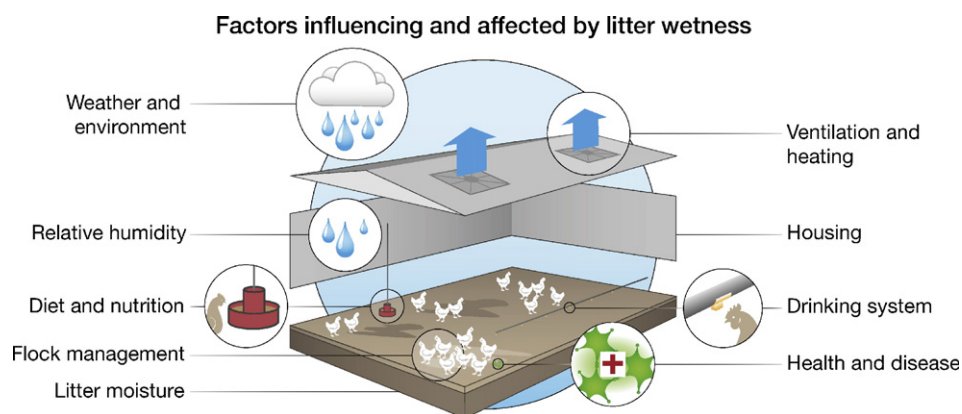 Factors influencing and affected by litter wetness
Weather and
environment
Ventilation and
heating
Relative humidity
Housing
Diet and nutrition
Drinking system
Flock management
Health and disease
Litter moisture